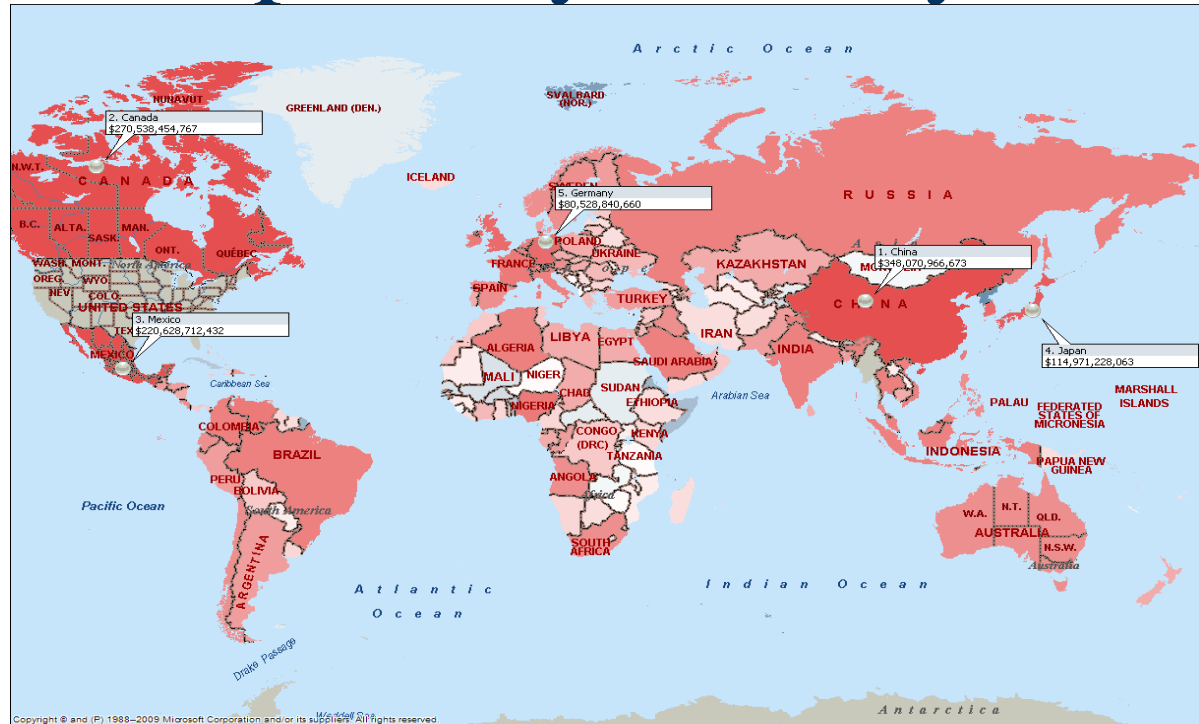 Arctic Ocean
SVALBARD
(NOR.)
GREENLAND (DEN.)
NUNAVUT
2. Canada
$270,538,454,767
N.W.T.
CANADA
ICELAND
SWEDEN
5. Germany
$80,528,840,660
RUSSIA
B.C.
ALTA.
SASK.
MAN.
ONT.
QUÉBEC
POLAND
UKRAINE
FRANCE
KAZAKHSTAN
1. China
$348,070,966,673
WASH.
MONT.
North America
OREG.
WYO.
NEV.
COLO.
UNITED STATES
SPAIN
TURKEY
CHINA
3. Mexico
$220,628,712,432
TEX
MEXICO
ALGERIA
LIBYA
EGYPT
IRAN
SAUDI ARABIA
INDIA
4. Japan
$114,971,228,063
Caribbean Sea
MALI
NIGER
CHAD
SUDAN
Arabian Sea
NIGERIA
ETHIOPIA
PALAU
FEDERATED
STATES OF
MICRONESIA
MARSHALL
ISLANDS
COLOMBIA
CONGO
(DRC)
KENYA
TANZANIA
INDONESIA
PAPUA NEW
GUINEA
BRAZIL
PERU
BOLIVIA
ANGOLA
Africa
Pacific Ocean
South America
W.A.
N.T.
QLD.
AUSTRALIA
N.S.W.
Australia
SOUTH
AFRICA
ARGENTINA
Atlantic
Ocean
Indian Ocean
Drake Passage
Weddell Sea
Antarctica
Copyright © and (P) 1988–2009 Microsoft Corporation and/or its suppliers. All rights reserved